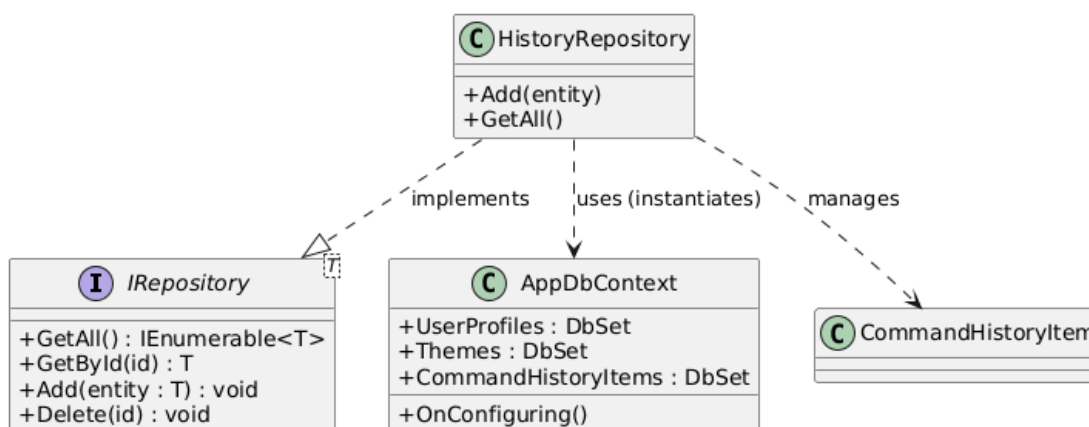 C HistoryRepository
+Add(entity)
+GetAll()
implements
uses (instantiates)
manages
I IRepository
T
+GetAll() : IEnumerable<T>
+GetById(id) : T
+Add(entity : T) : void
+Delete(id) : void
C AppDbContext
+UserProfiles : DbSet
+Themes : DbSet
+CommandHistoryItems : DbSet
+OnConfiguring()
C CommandHistoryItem